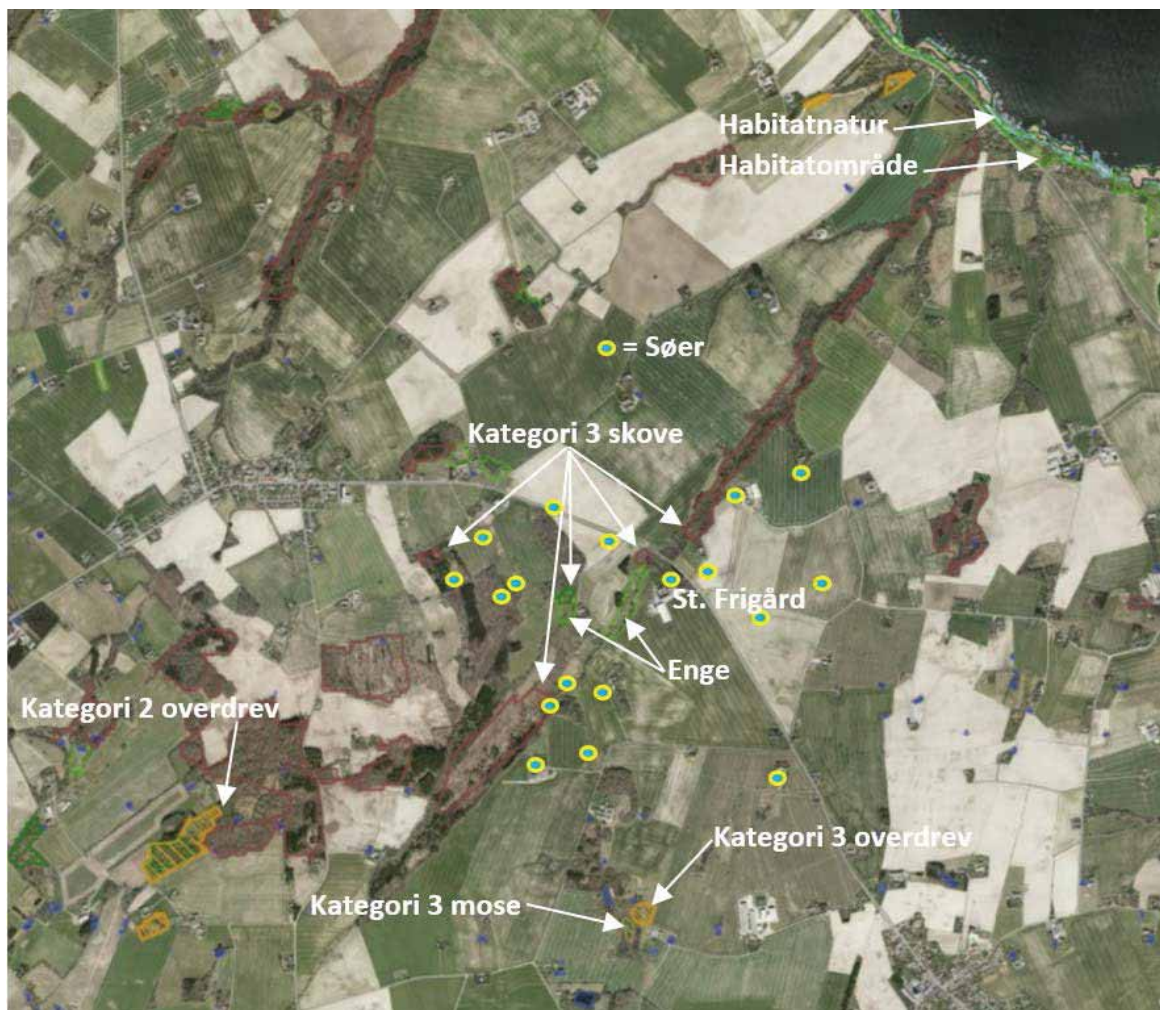 Habitatnatur
Habitatområde
= Søer
Kategori 3 skove
St. Frigård
Enge
Kategori 2 overdrev
Kategori 3 overdrev
Kategori 3 mose